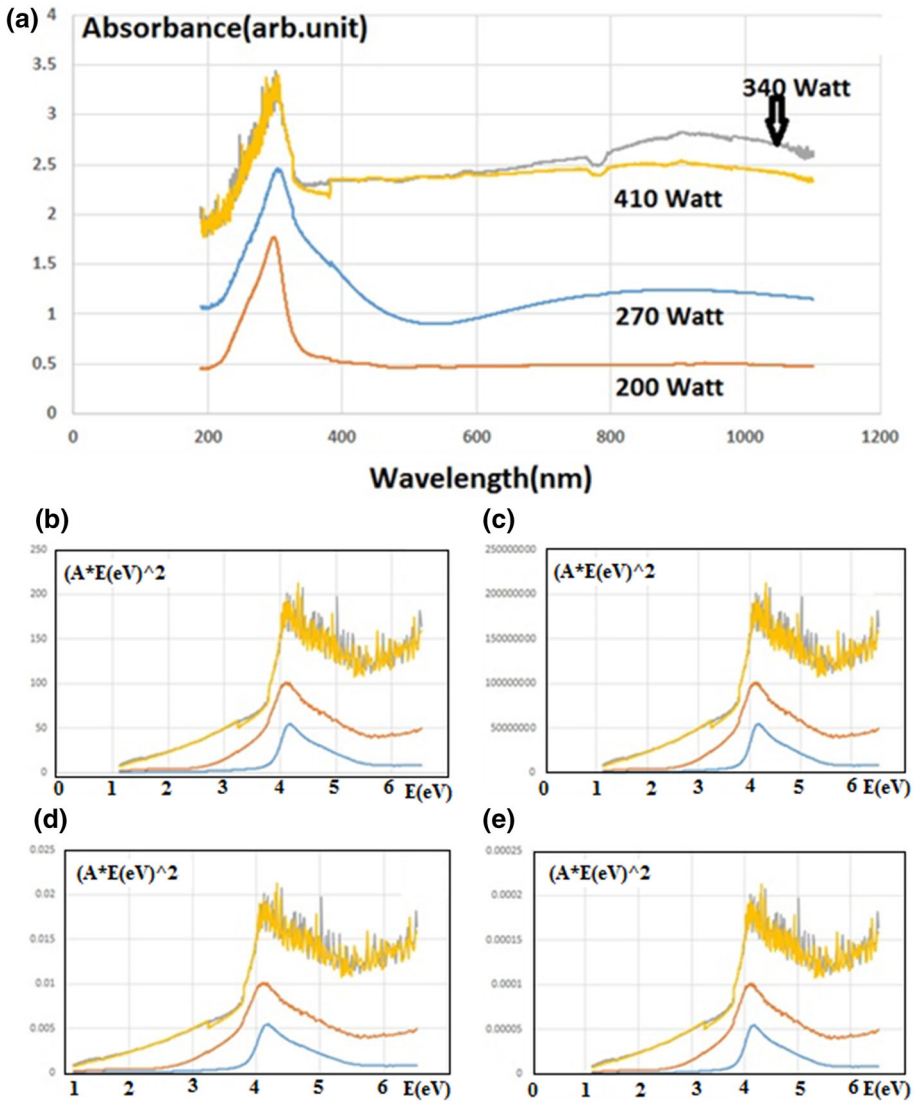 (a)
Absorbance(arb.unit)
4
3.5
3
2.5
2
1.5
1
0.5
0
340 Watt
410 Watt
270 Watt
200 Watt
0 200 400 600 800 1000 1200
Wavelength(nm)
(b)
(A*E(eV)^2
250
200
150
100
50
0
0 1 2 3 4 5 6 E(eV)
(c)
(A*E(eV)^2
250000000
200000000
150000000
100000000
50000000
0
0 1 2 3 4 5 6 E(eV)
(d)
(A*E(eV)^2
0.025
0.02
0.015
0.01
0.005
0
1 2 3 4 5 6 E(eV)
(e)
(A*E(eV)^2
0.00025
0.0002
0.00015
0.0001
0.00005
0
0 1 2 3 4 5 6 E(eV)